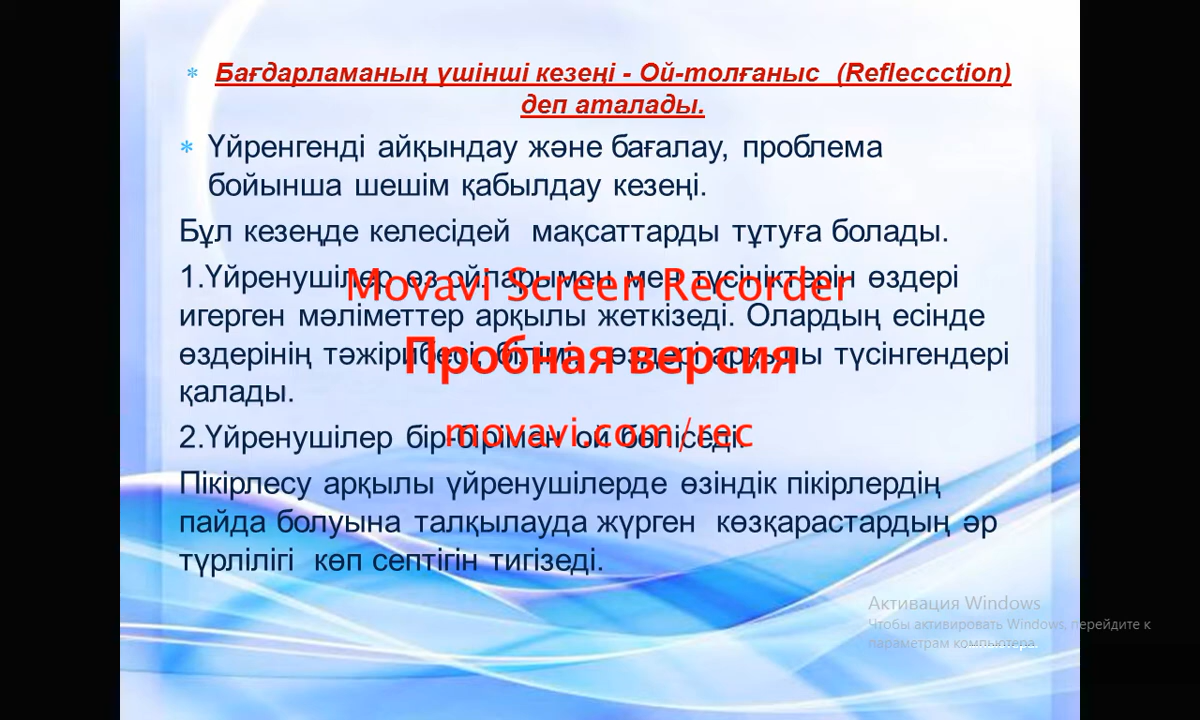 * Бағдарламаның үшінші кезеңі - Ой-толғаныс (Refleccction)
деп аталады.
* Үйренгенді айқындау және бағалау, проблема
бойынша шешім қабылдау кезеңі.
Бұл кезеңде келесідей мақсаттарды тұтуға болады.
1.Үйренушілер өз ойларымен мен түсініктерін өздері
Movavi Screen Recorder
игерген мәліметтер арқылы жеткізеді. Олардың есінде
өздерінің тәжірибесі, білімі, сөздері арқылы түсінгендері
Пробная версия
қалады.
2.Үйренушілер бір-бірімен ой бөліседі.
movavi.com/rec
Пікірлесу арқылы үйренушілерде өзіндік пікірлердің
пайда болуына талқылауда жүрген көзқарастардың әр
түрлілігі көп септігін тигізеді.
Активация Windows
Чтобы активировать Windows, перейдите к
параметрам компьютера.